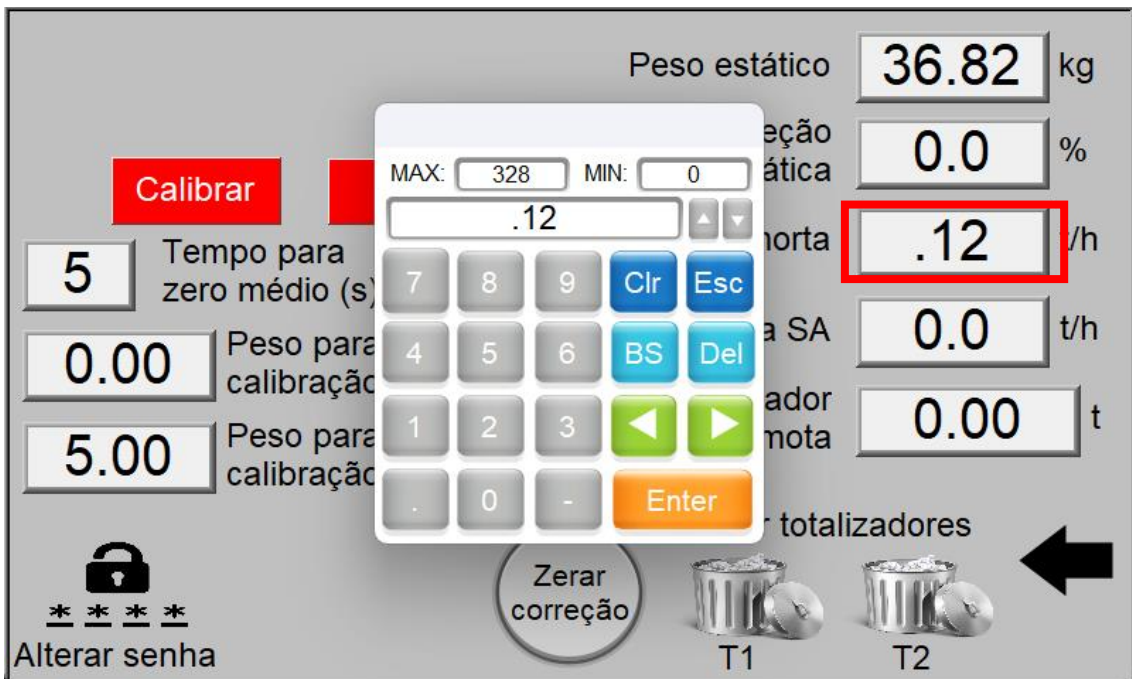 Peso estático 36.82 kg
eção
ática 0.0 %
MAX: 328 MIN: 0
.12
Calibrar
5 Tempo para
zero médio (s)
norta .12 t/h
7 8 9 Clr Esc
4 5 6 BS Del
1 2 3
. 0 - Enter
0.00 Peso para
calibração
a SA 0.0 t/h
5.00 Peso para
calibração
ador
mota 0.00 t
r totalizadores
* * * *
Alterar senha
Zerar
correção
T1 T2